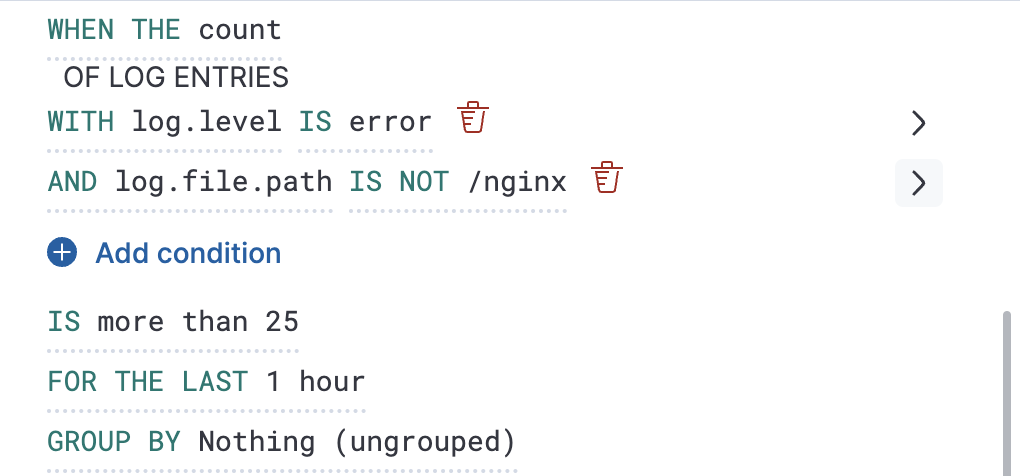 WHEN THE count
OF LOG ENTRIES
WITH log.level IS error
AND log.file.path IS NOT /nginx
Add condition
IS more than 25
FOR THE LAST 1 hour
GROUP BY Nothing (ungrouped)